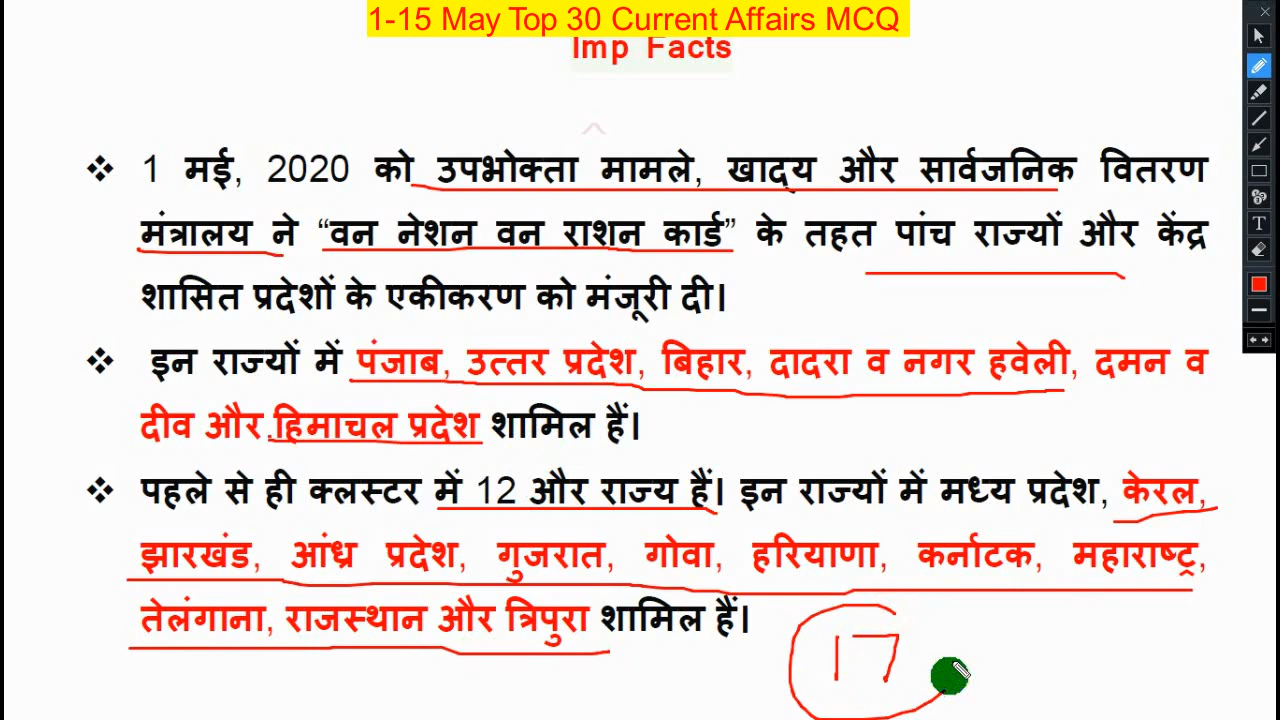 1-15 May Top 30 Current Affairs MCQ
Imp Facts
❖ 1 मई, 2020 को उपभोक्ता मामले, खाद्य और सार्वजनिक वितरण
मंत्रालय ने “वन नेशन वन राशन कार्ड” के तहत पांच राज्यों और केंद्र
शासित प्रदेशों के एकीकरण को मंजूरी दी।
❖ इन राज्यों में पंजाब, उत्तर प्रदेश, बिहार, दादरा व नगर हवेली, दमन व
दीव और हिमाचल प्रदेश शामिल हैं।
❖ पहले से ही क्लस्टर में 12 और राज्य हैं। इन राज्यों में मध्य प्रदेश, केरल,
झारखंड, आंध्र प्रदेश, गुजरात, गोवा, हरियाणा, कर्नाटक, महाराष्ट्र,
तेलंगाना, राजस्थान और त्रिपुरा शामिल हैं।
17